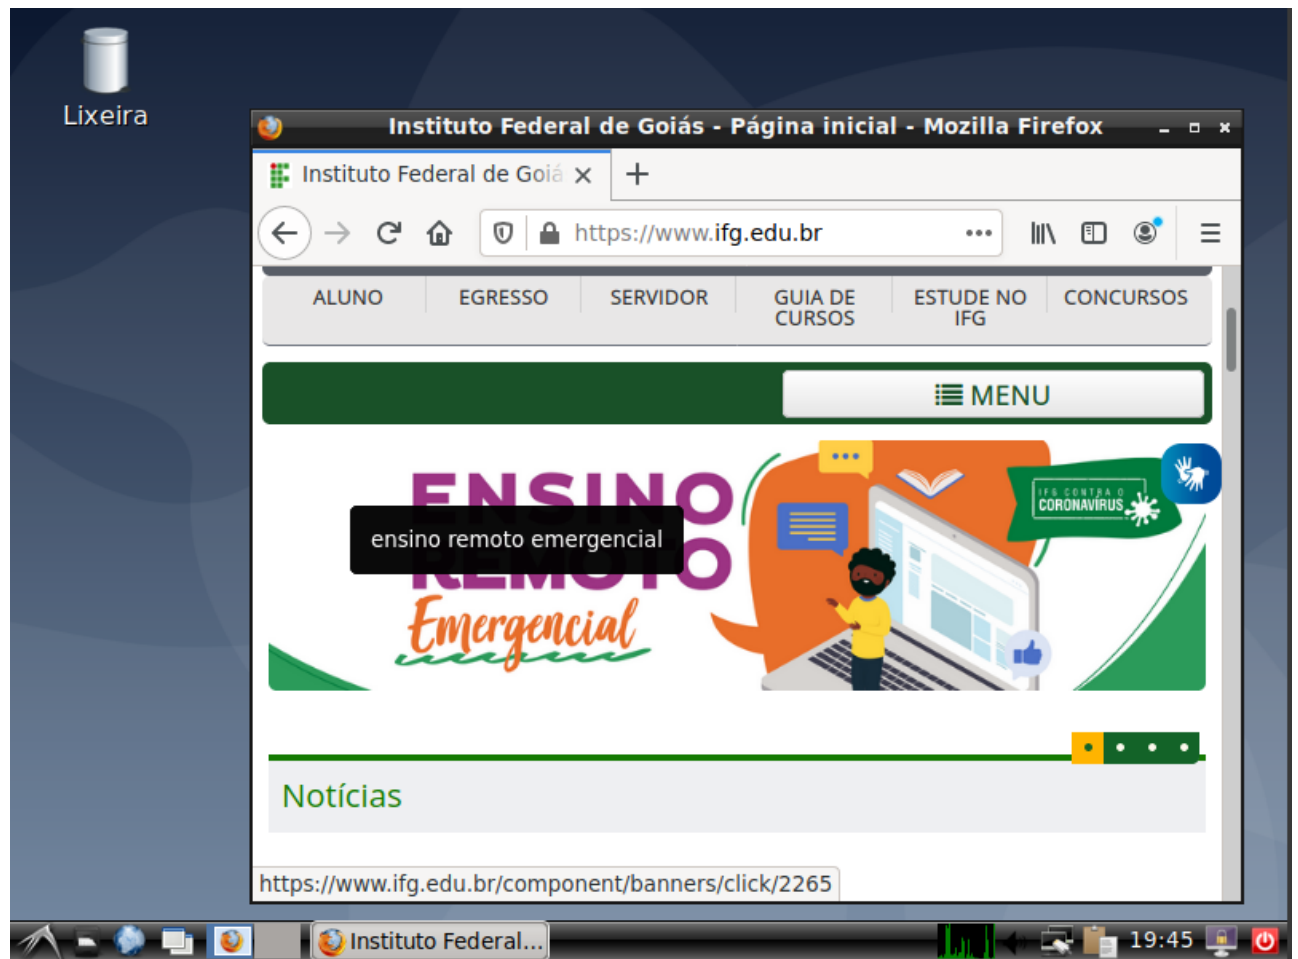 Lixeira
Instituto Federal de Goiás - Página inicial - Mozilla Firefox
Instituto Federal de Goiá
https://www.ifg.edu.br
ALUNO
EGRESSO
SERVIDOR
GUIA DE
CURSOS
ESTUDE NO
IFG
CONCURSOS
MENU
ENSINO
REMOTO
Emergencial
ensino remoto emergencial
IFG CONTRA O
CORONAVÍRUS
Notícias
https://www.ifg.edu.br/component/banners/click/2265
Instituto Federal...
19:45